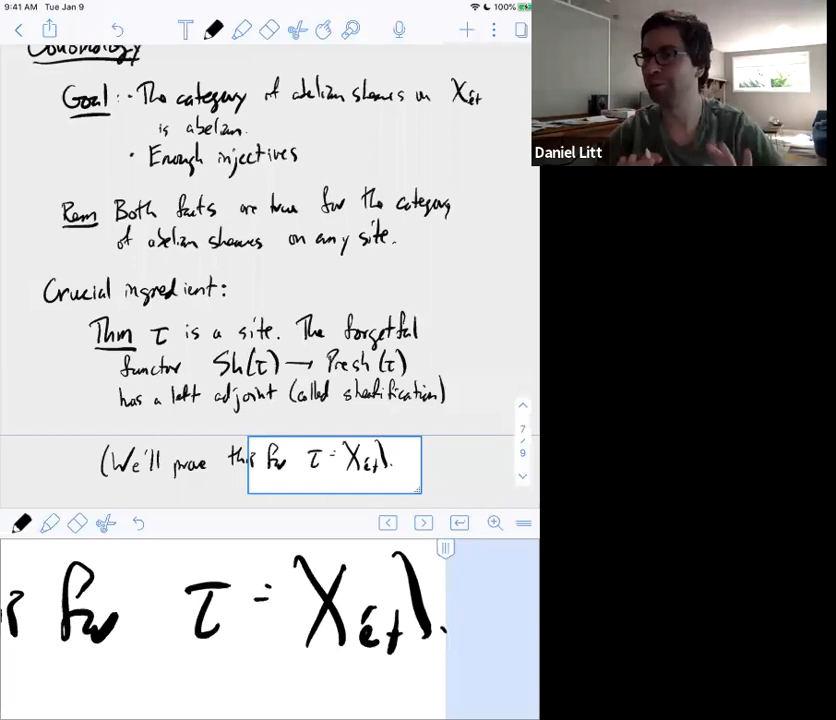 9:41 AM Tue Jan 9
100%
Cohomology
Goal: · The category of abelian sheaves on Xét
is abelian.
· Enough injectives
Rem Both facts are true for the category
of abelian sheaves on any site.
Crucial ingredient:
Thm τ is a site. The forgetful
functor Sh(τ) → Presh(τ)
has a left adjoint (called sheafification)
(We'll prove this for τ = Xét).
7
/
9
for τ = Xét).
Daniel Litt